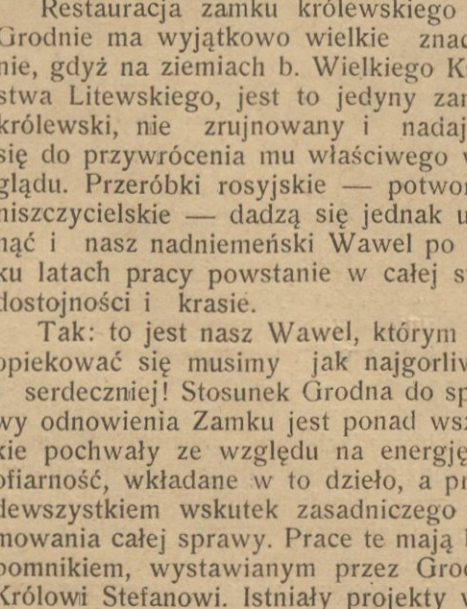 Restauracja zamku królewskiego
Grodnie ma wyjątkowo wielkie znac
nie, gdyż na ziemiach b. Wielkiego K
stwa Litewskiego, jest to jedyny zam
królewski, nie zrujnowany i nadaj
się do przywrócenia mu właściwego w
glądu. Przeróbki rosyjskie — potwor
niszczycielskie — dadzą się jednak u
nąć i nasz nadniemeński Wawel po
ku latach pracy powstanie w całej s
dostojności i krasie.
Tak: to jest nasz Wawel, którym
opiekować się musimy jak najgorliw
serdeczniej! Stosunek Grodna do sp
wy odnowienia Zamku jest ponad wsz
kie pochwały ze względu na energję
ofiarność, wkładane w to dzieło, a pr
dewszystkiem wskutek zasadniczego
mowania całej sprawy. Prace te mają
pomnikiem, wystawianym przez Grod
Królowi Stefanowi. Istniały projekty